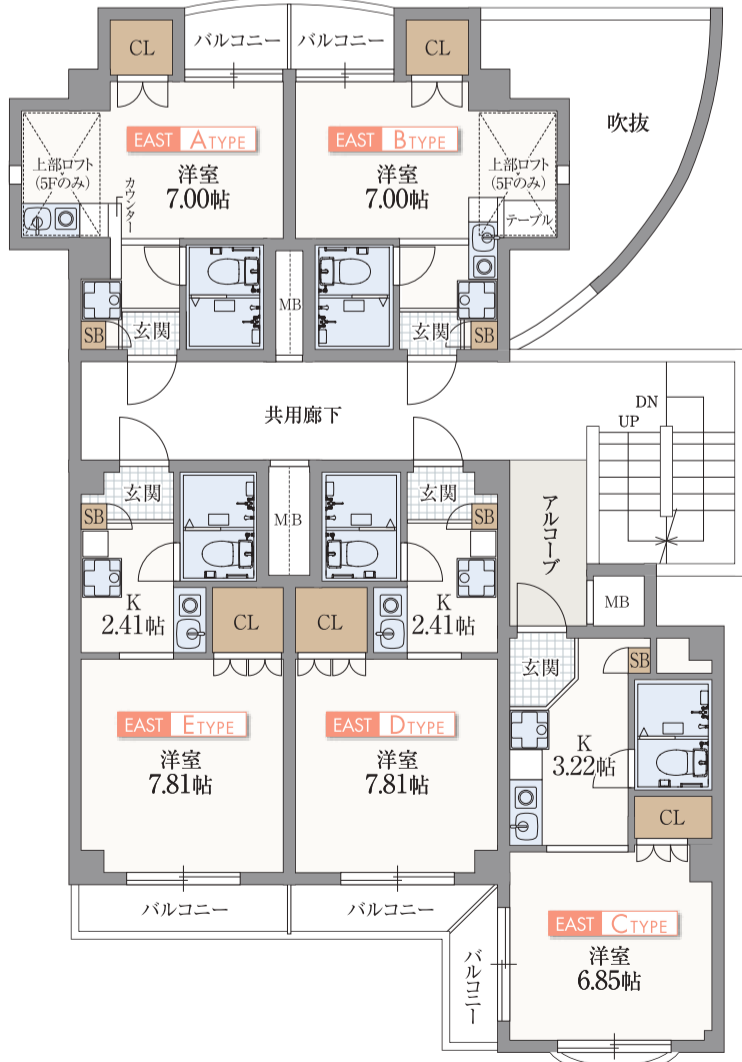 バルコニー
バルコニー
CL
CL
吹抜
EAST A TYPE
EAST B TYPE
上部ロフト
(5Fのみ)
カウンター
洋室
7.00帖
洋室
7.00帖
上部ロフト
(5Fのみ)
テーブル
MB
SB
玄関
玄関
SB
共用廊下
DN
UP
玄関
SB
MB
玄関
SB
アルコーブ
K
2.41帖
CL
CL
K
2.41帖
MB
玄関
SB
EAST E TYPE
洋室
7.81帖
EAST D TYPE
洋室
7.81帖
K
3.22帖
CL
バルコニー
バルコニー
バルコニー
EAST C TYPE
洋室
6.85帖